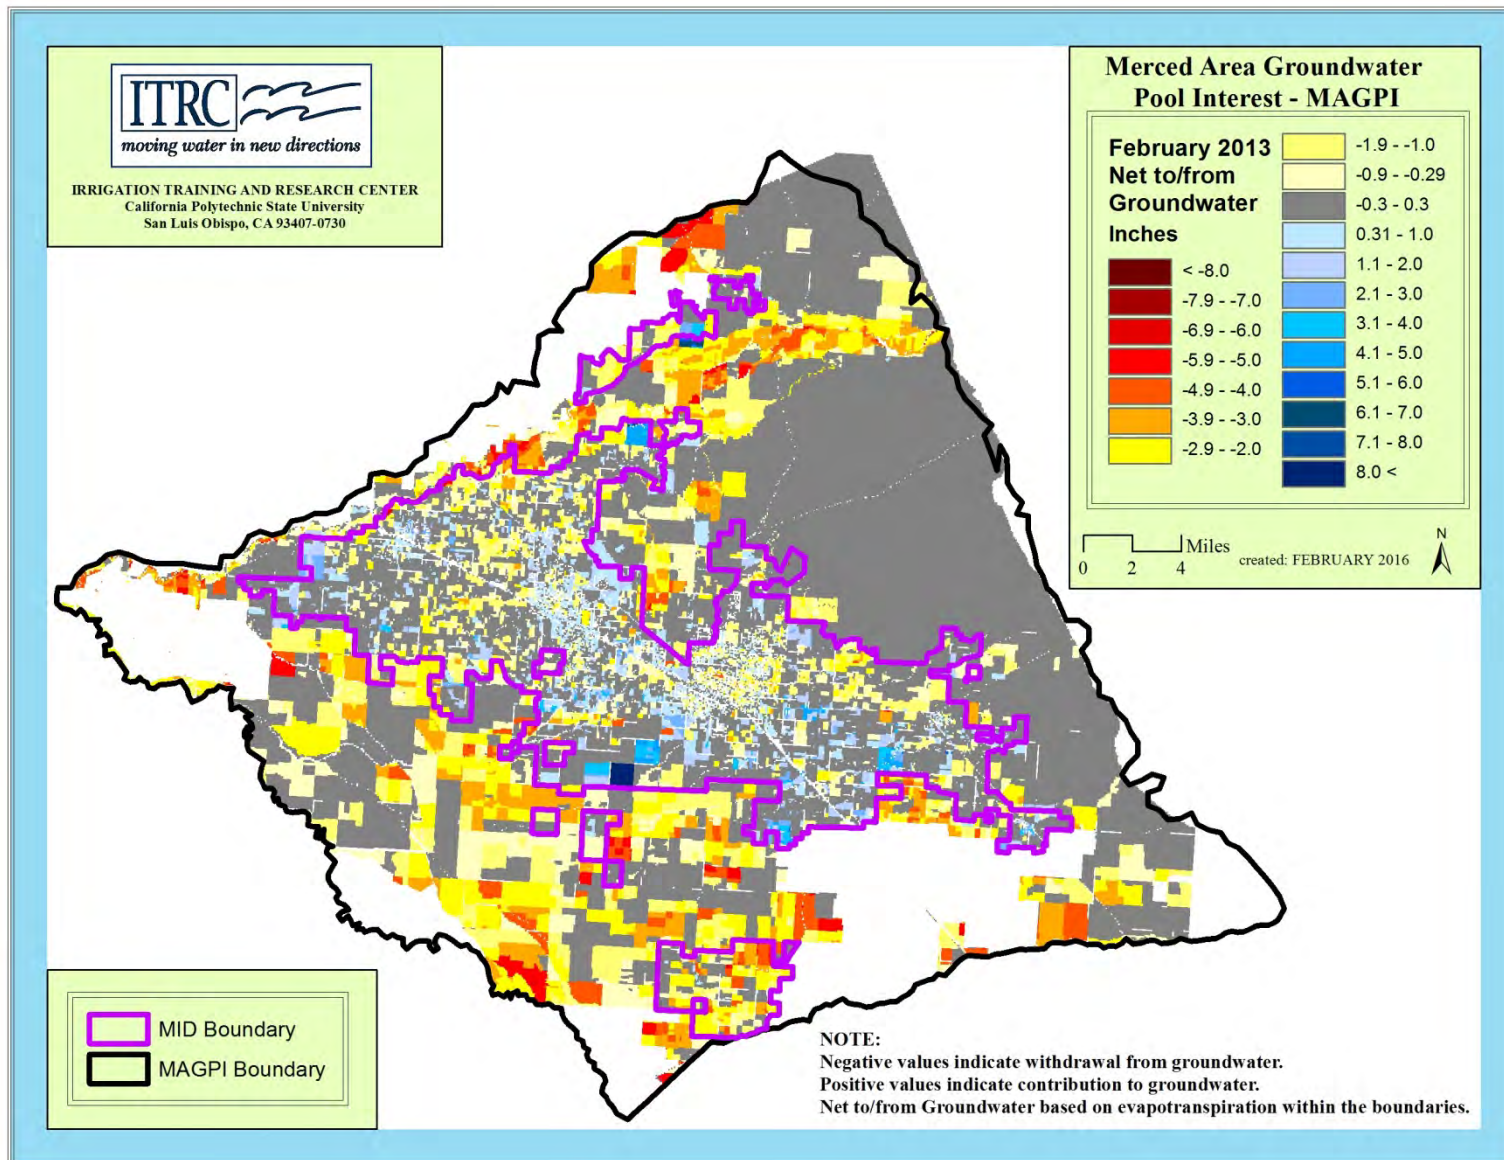 ITRC
moving water in new directions
IRRIGATION TRAINING AND RESEARCH CENTER
California Polytechnic State University
San Luis Obispo, CA 93407-0730
Merced Area Groundwater
Pool Interest - MAGPI
February 2013
Net to/from
Groundwater
Inches
< -8.0
-7.9 - -7.0
-6.9 - -6.0
-5.9 - -5.0
-4.9 - -4.0
-3.9 - -3.0
-2.9 - -2.0
-1.9 - -1.0
-0.9 - -0.29
-0.3 - 0.3
0.31 - 1.0
1.1 - 2.0
2.1 - 3.0
3.1 - 4.0
4.1 - 5.0
5.1 - 6.0
6.1 - 7.0
7.1 - 8.0
8.0 <
Miles
0 2 4
created: FEBRUARY 2016
N
MID Boundary
MAGPI Boundary
NOTE:
Negative values indicate withdrawal from groundwater.
Positive values indicate contribution to groundwater.
Net to/from Groundwater based on evapotranspiration within the boundaries.